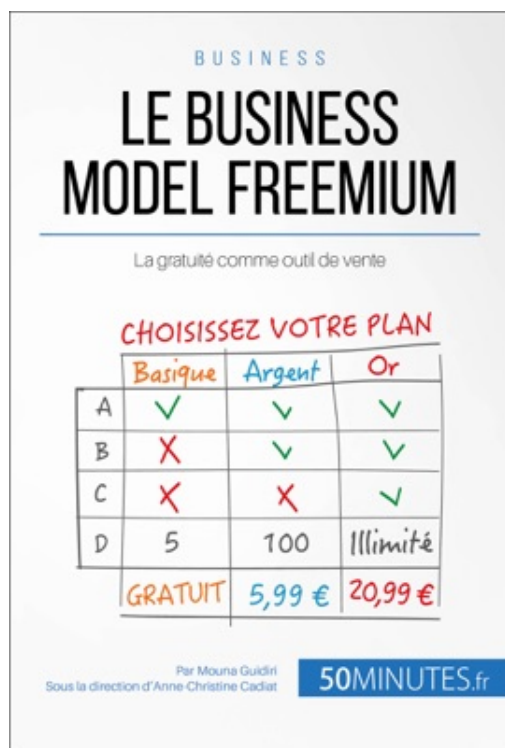 BUSINESS
LE BUSINESS
MODEL FREEMIUM
La gratuité comme outil de vente
CHOISISSEZ VOTRE PLAN
Basique Argent Or
A
B
C
D 5 100 Illimité
GRATUIT 5,99 € 20,99 €
Par Mouna Guidiri
Sous la direction d'Anne-Christine Cadiat
50MINUTES.fr